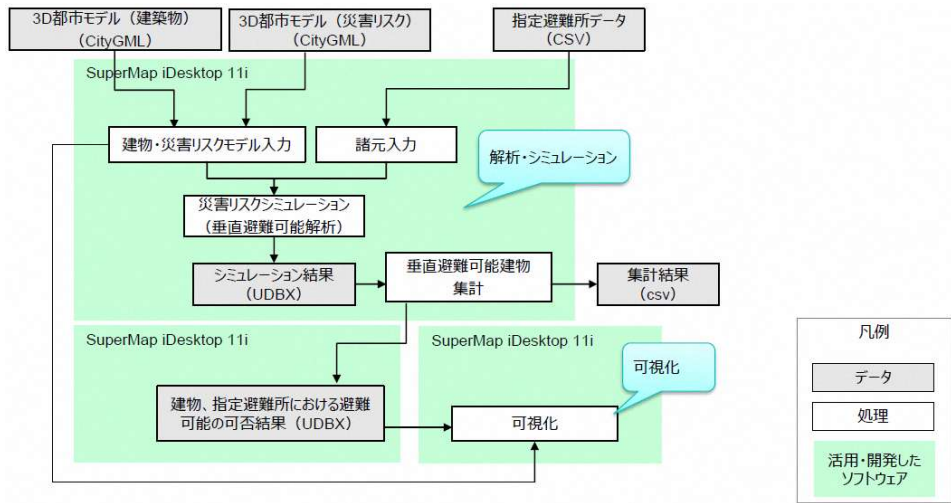 3D都市モデル（建築物）
（CityGML）
3D都市モデル（災害リスク）
（CityGML）
指定避難所データ
（CSV）
SuperMap iDesktop 11i
建物・災害リスクモデル入力
諸元入力
解析・シミュレーション
災害リスクシミュレーション
（垂直避難可能解析）
シミュレーション結果
（UDBX）
垂直避難可能建物
集計
集計結果
（csv）
SuperMap iDesktop 11i
SuperMap iDesktop 11i
可視化
建物、指定避難所における避難
可能の可否結果（UDBX）
可視化
凡例
データ
処理
活用・開発した
ソフトウェア